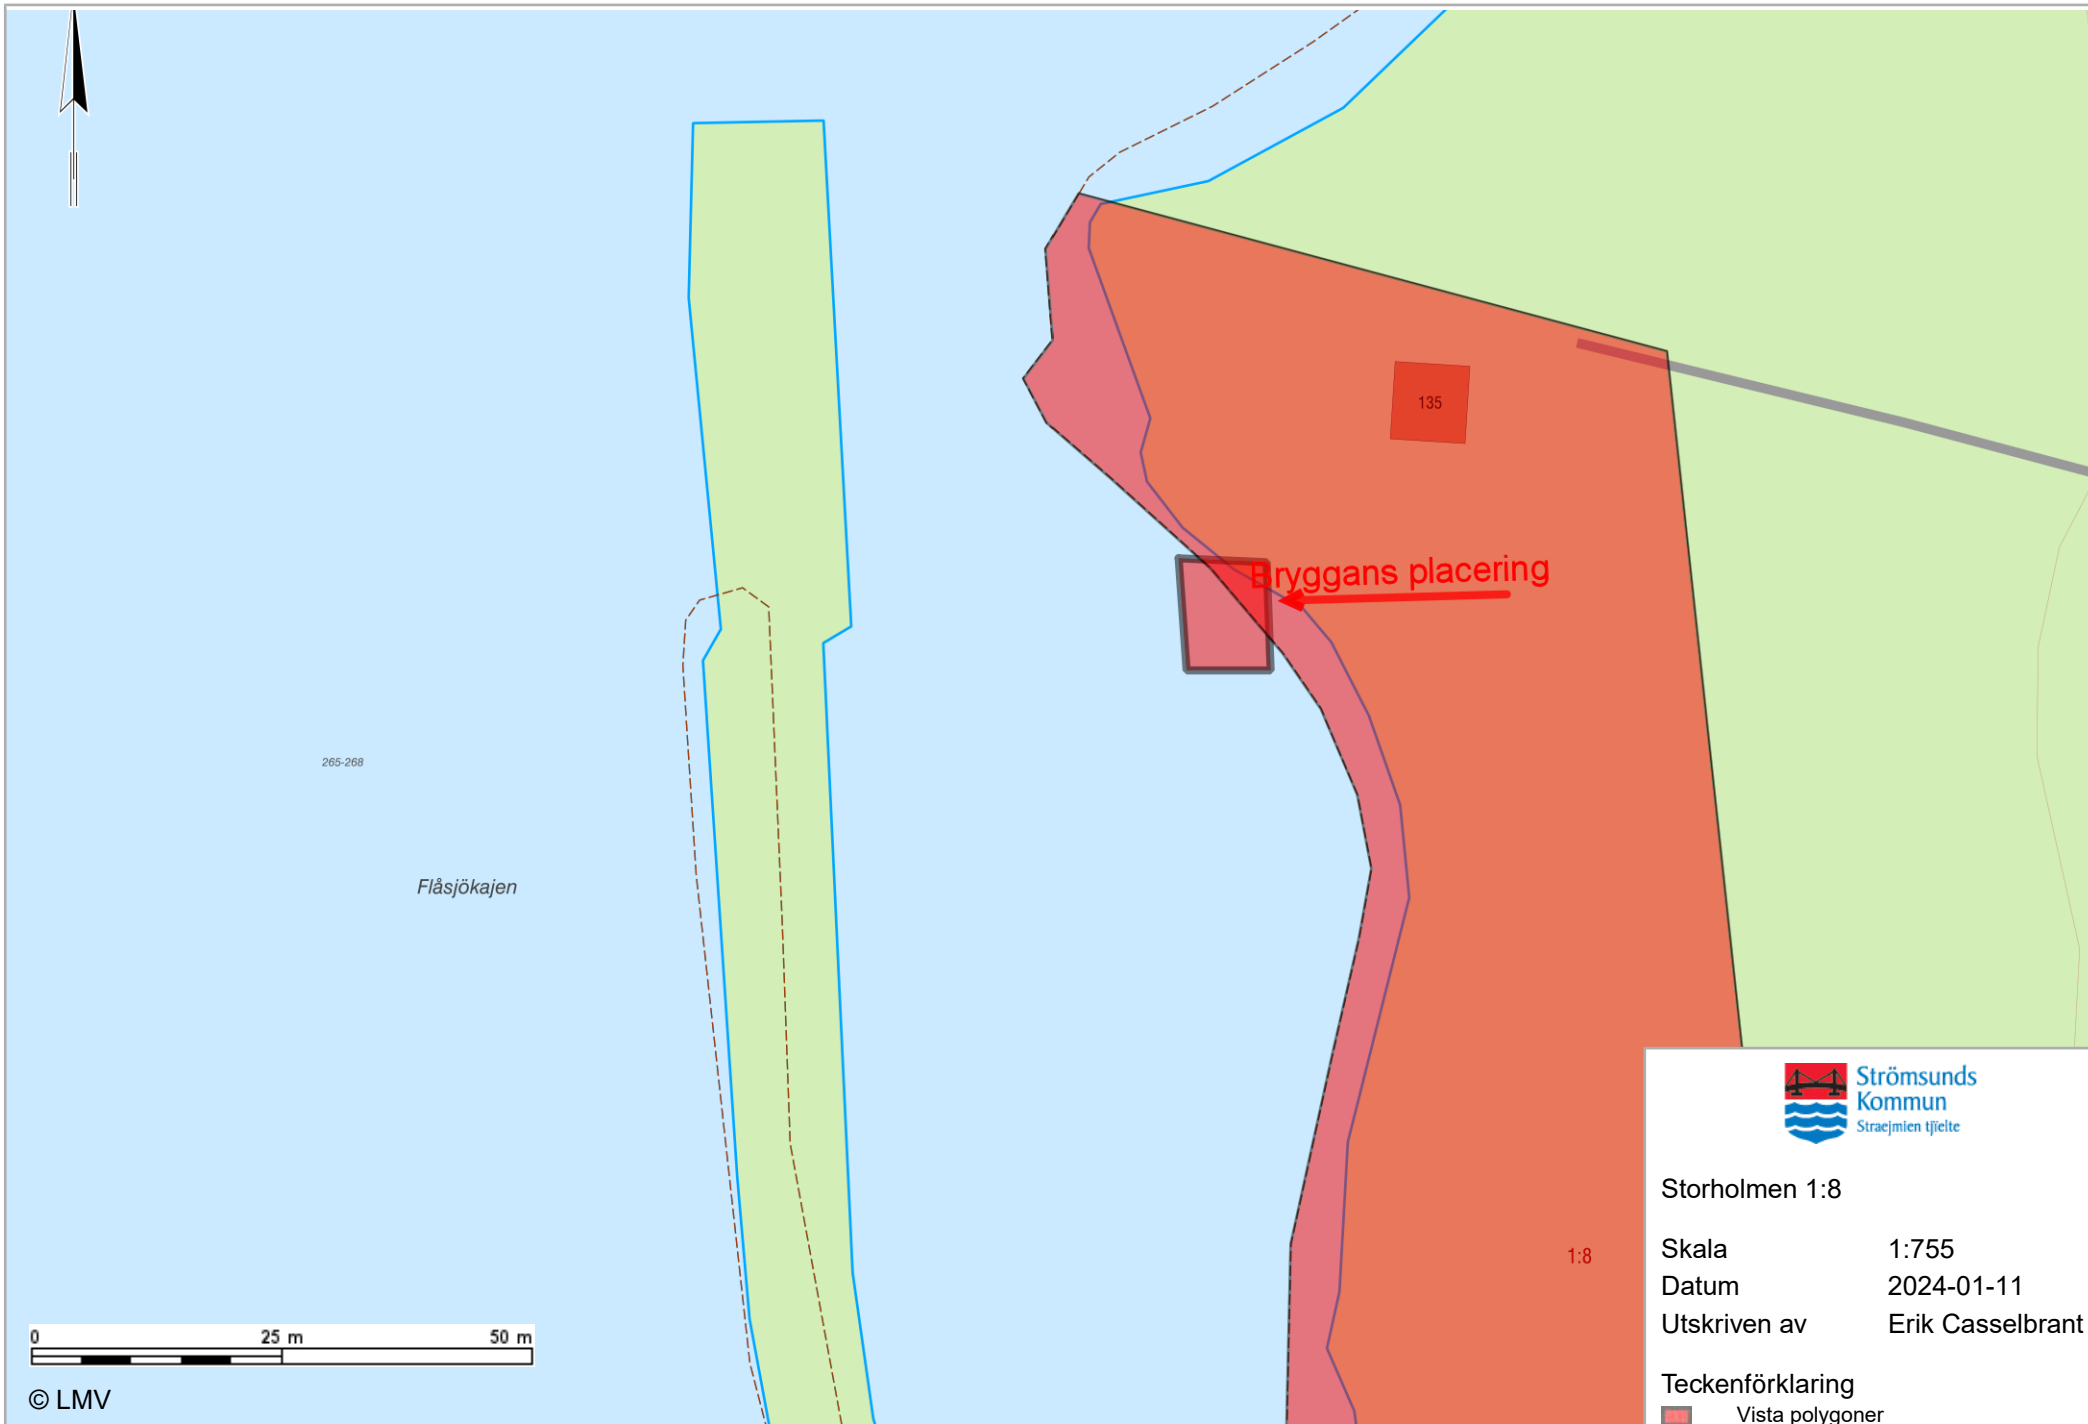 135
Bryggans placering
265-268
Flåsjökajen
1:8
0 25 m 50 m
© LMV
Strömsunds
Kommun
Straejmien tjïelte
Storholmen 1:8
Skala 1:755
Datum 2024-01-11
Utskriven av Erik Casselbrant
Teckenförklaring
Vista polygoner